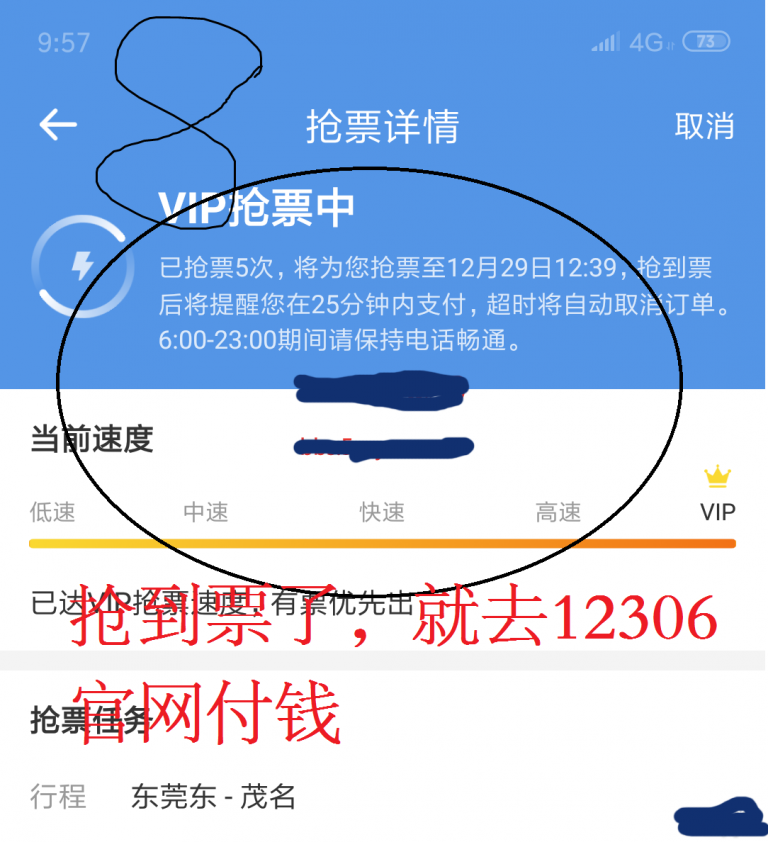 9:57 4G 73
抢票详情 取消
VIP抢票中
已抢票5次，将为您抢票至12月29日12:39，抢到票
后将提醒您在25分钟内支付，超时将自动取消订单。
6:00-23:00期间请保持电话畅通。
当前速度
低速 中速 快速 高速 VIP
已达VIP抢票速度，有票优先出
抢到票了，就去12306
官网付钱
抢票任务
行程 东莞东 - 茂名